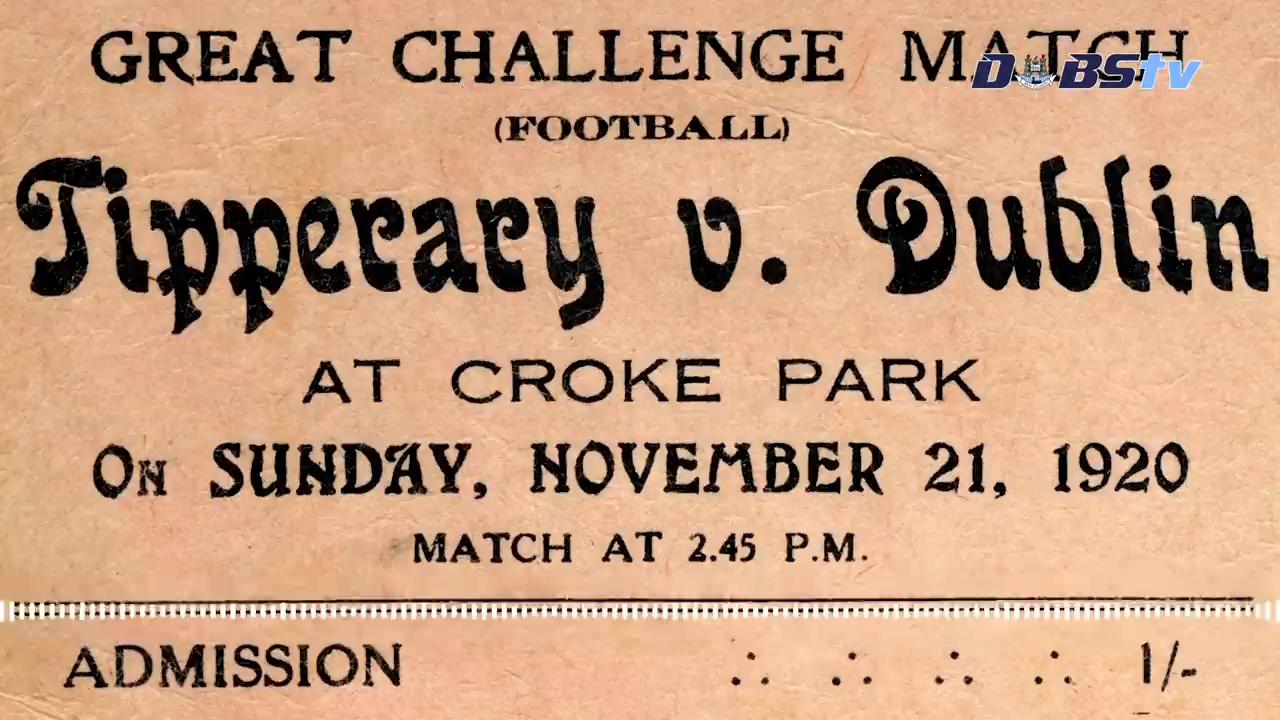 GREAT CHALLENGE MATCH
DUBStv
(FOOTBALL)
Tipperary v. Dublin
AT CROKE PARK
ON SUNDAY, NOVEMBER 21, 1920
MATCH AT 2.45 P.M.
ADMISSION ∴ ∴ ∴ ∴ 1/-